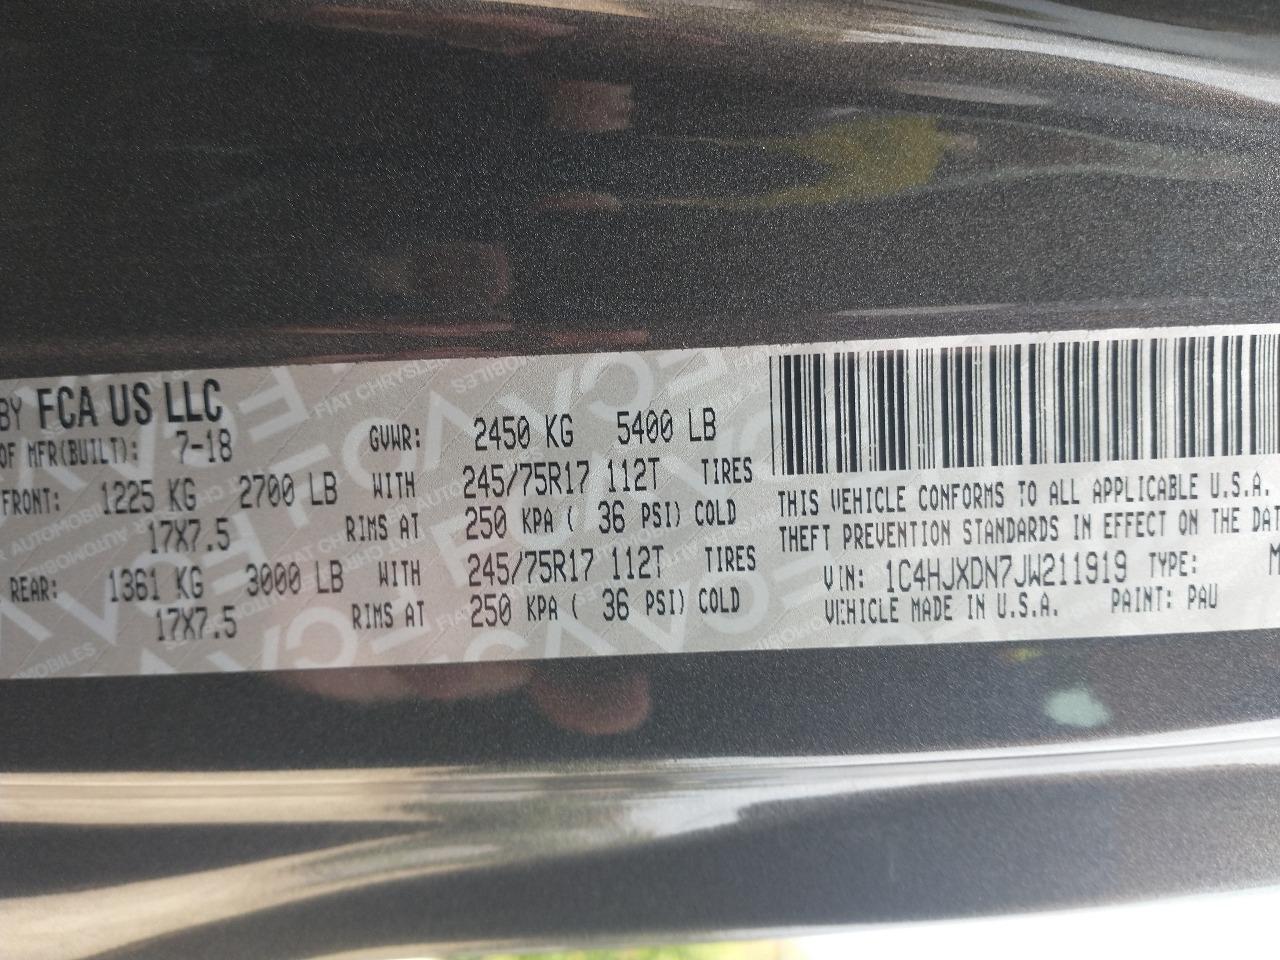 BY FCA US LLC
OF MFR(BUILT): 7-18 GVWR: 2450 KG 5400 LB
FRONT: 1225 KG 2700 LB WITH 245/75R17 112T TIRES
17X7.5 RIMS AT 250 KPA ( 36 PSI) COLD
REAR: 1361 KG 3000 LB WITH 245/75R17 112T TIRES
17X7.5 RIMS AT 250 KPA ( 36 PSI) COLD
THIS VEHICLE CONFORMS TO ALL APPLICABLE U.S.A.
THEFT PREVENTION STANDARDS IN EFFECT ON THE DAT
VIN: 1C4HJXDN7JW211919 TYPE: M
VEHICLE MADE IN U.S.A. PAINT: PAU